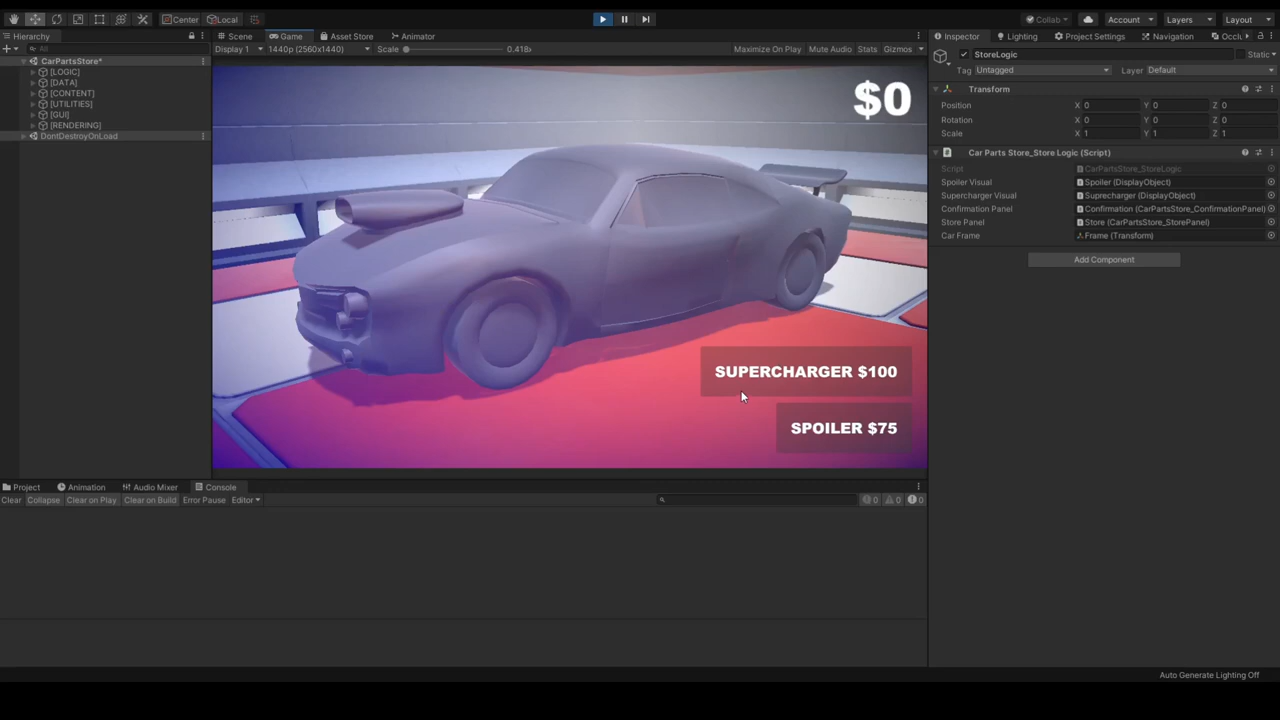 Center
Local
Collab
Account
Layers
Layout
Hierarchy
Scene
Game
Asset Store
Animator
Inspector
Lighting
Project Settings
Navigation
Display 1
1440p (2560x1440)
Scale
Maximize On Play
Mute Audio
Stats
Gizmos
StoreLogic
Static
All
CarPartsStore*
[LOGIC]
[DATA]
[CONTENT]
[UTILITIES]
[GUI]
[RENDERING]
DontDestroyOnLoad
Tag Untagged
Layer Default
Transform
Position X 0 Y 0 Z 0
Rotation X 0 Y 0 Z 0
Scale X 1 Y 1 Z 1
Car Parts Store_Store Logic (Script)
Script CarPartsStore_StoreLogic
Spoiler Visual Spoiler (DisplayObject)
Supercharger Visual Suprecharger (DisplayObject)
Confirmation Panel Confirmation (CarPartsStore_ConfirmationPanel)
Store Panel Store (CarPartsStore_StorePanel)
Car Frame Frame (Transform)
Add Component
$0
SUPERCHARGER $100
SPOILER $75
Project
Animation
Audio Mixer
Console
Clear
Collapse
Clear on Play
Clear on Build
Error Pause
Editor
0
0
0
Auto Generate Lighting Off